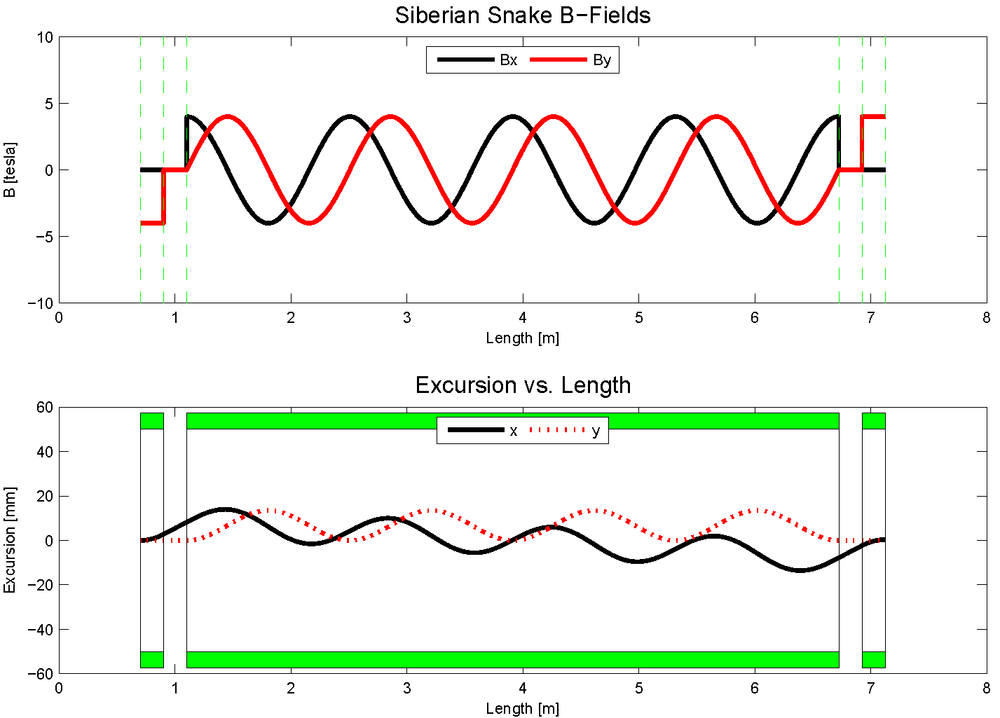 Siberian Snake B−Fields
Bx By
10
5
0
−5
−10
B [tesla]
0 1 2 3 4 5 6 7 8
Length [m]
Excursion vs. Length
x y
60
40
20
0
−20
−40
−60
Excursion [mm]
0 1 2 3 4 5 6 7 8
Length [m]